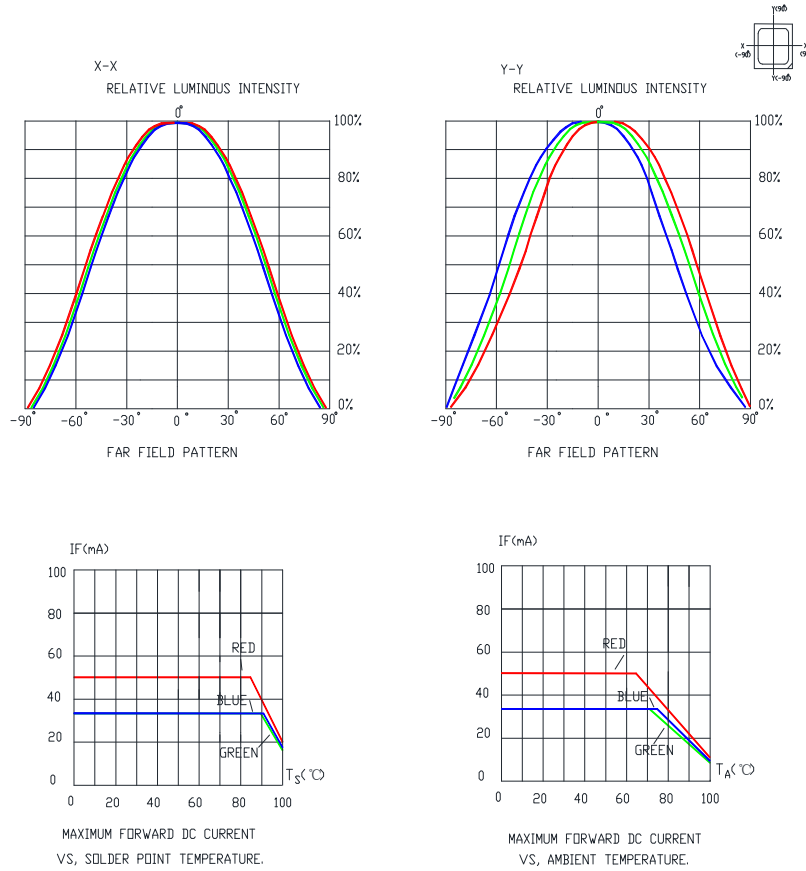 Y(90°)
X
(-90°)
X
(9
Y(-90°)
X-X
RELATIVE LUMINOUS INTENSITY
0°
100%
80%
60%
40%
20%
0%
-90° -60° -30° 0° 30° 60° 90°
FAR FIELD PATTERN
Y-Y
RELATIVE LUMINOUS INTENSITY
0°
100%
80%
60%
40%
20%
0%
-90° -60° -30° 0° 30° 60° 90°
FAR FIELD PATTERN
IF(mA)
100
80
60
40
20
0
RED
BLUE
GREEN
TS(°C)
0 20 40 60 80 100
MAXIMUM FORWARD DC CURRENT
VS, SOLDER POINT TEMPERATURE.
IF(mA)
100
80
60
40
20
0
RED
BLUE
GREEN
TA(°C)
0 20 40 60 80 100
MAXIMUM FORWARD DC CURRENT
VS, AMBIENT TEMPERATURE.